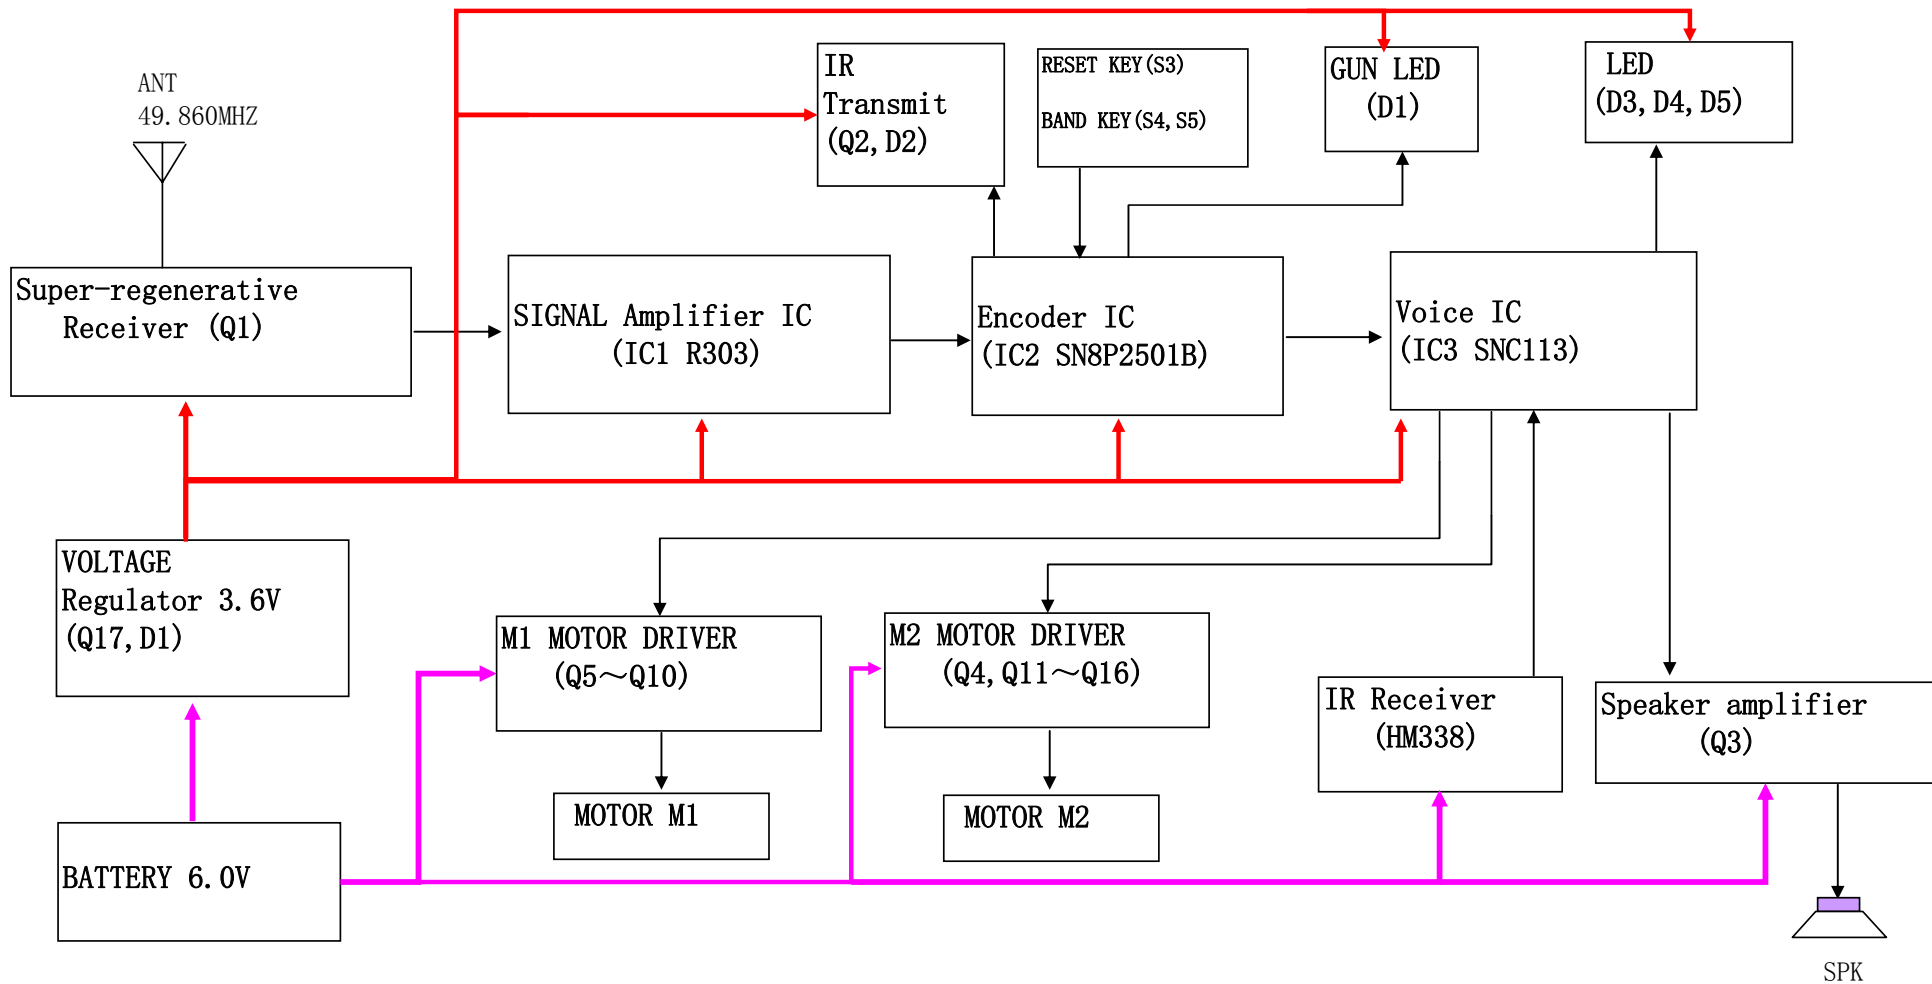 ANT
49.860MHZ
IR
Transmit
(Q2,D2)
RESET KEY(S3)
BAND KEY(S4,S5)
GUN LED
(D1)
LED
(D3,D4,D5)
Super-regenerative
Receiver (Q1)
SIGNAL Amplifier IC
(IC1 R303)
Encoder IC
(IC2 SN8P2501B)
Voice IC
(IC3 SNC113)
VOLTAGE
Regulator 3.6V
(Q17,D1)
M1 MOTOR DRIVER
(Q5～Q10)
M2 MOTOR DRIVER
(Q4,Q11～Q16)
IR Receiver
(HM338)
Speaker amplifier
(Q3)
MOTOR M1
MOTOR M2
BATTERY 6.0V
SPK